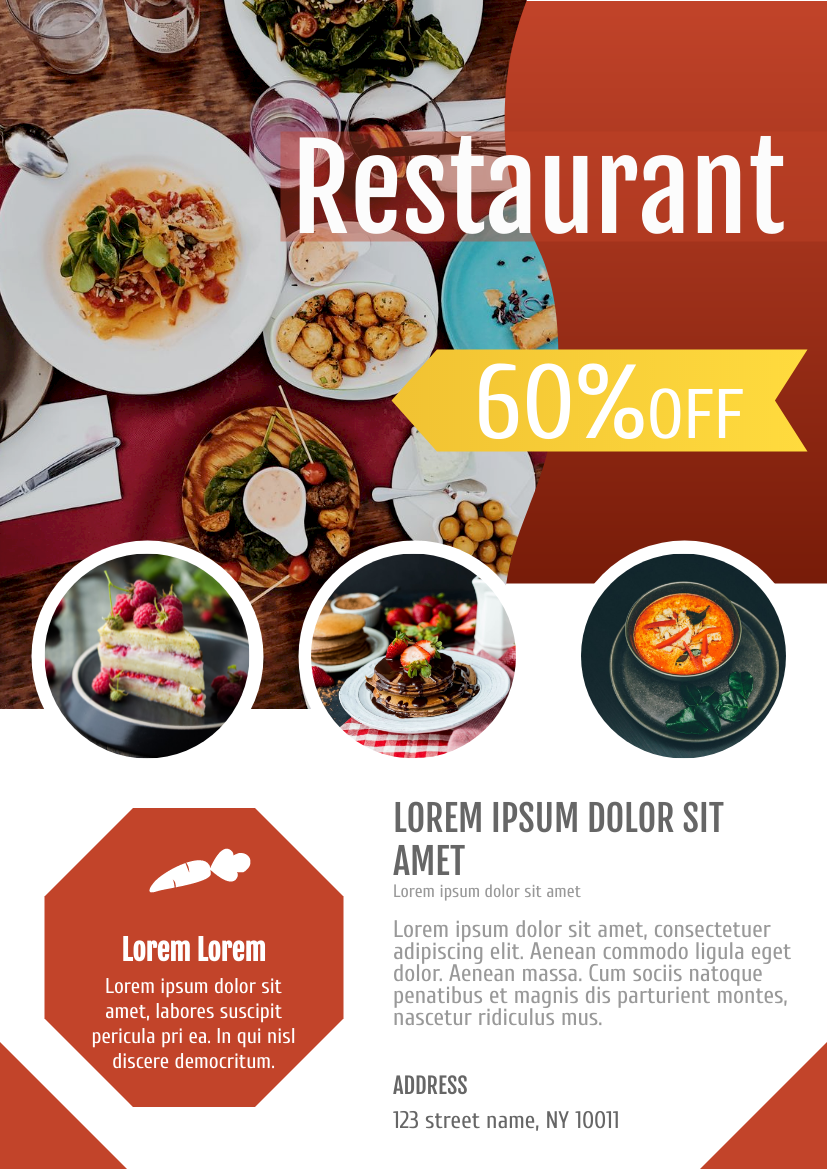 Restaurant
60%OFF
LOREM IPSUM DOLOR SIT
AMET
Lorem ipsum dolor sit amet
Lorem ipsum dolor sit amet, consectetuer
adipiscing elit. Aenean commodo ligula eget
dolor. Aenean massa. Cum sociis natoque
penatibus et magnis dis parturient montes,
nascetur ridiculus mus.
Lorem Lorem
Lorem ipsum dolor sit
amet, labores suscipit
pericula pri ea. In qui nisl
discere democritum.
ADDRESS
123 street name, NY 10011